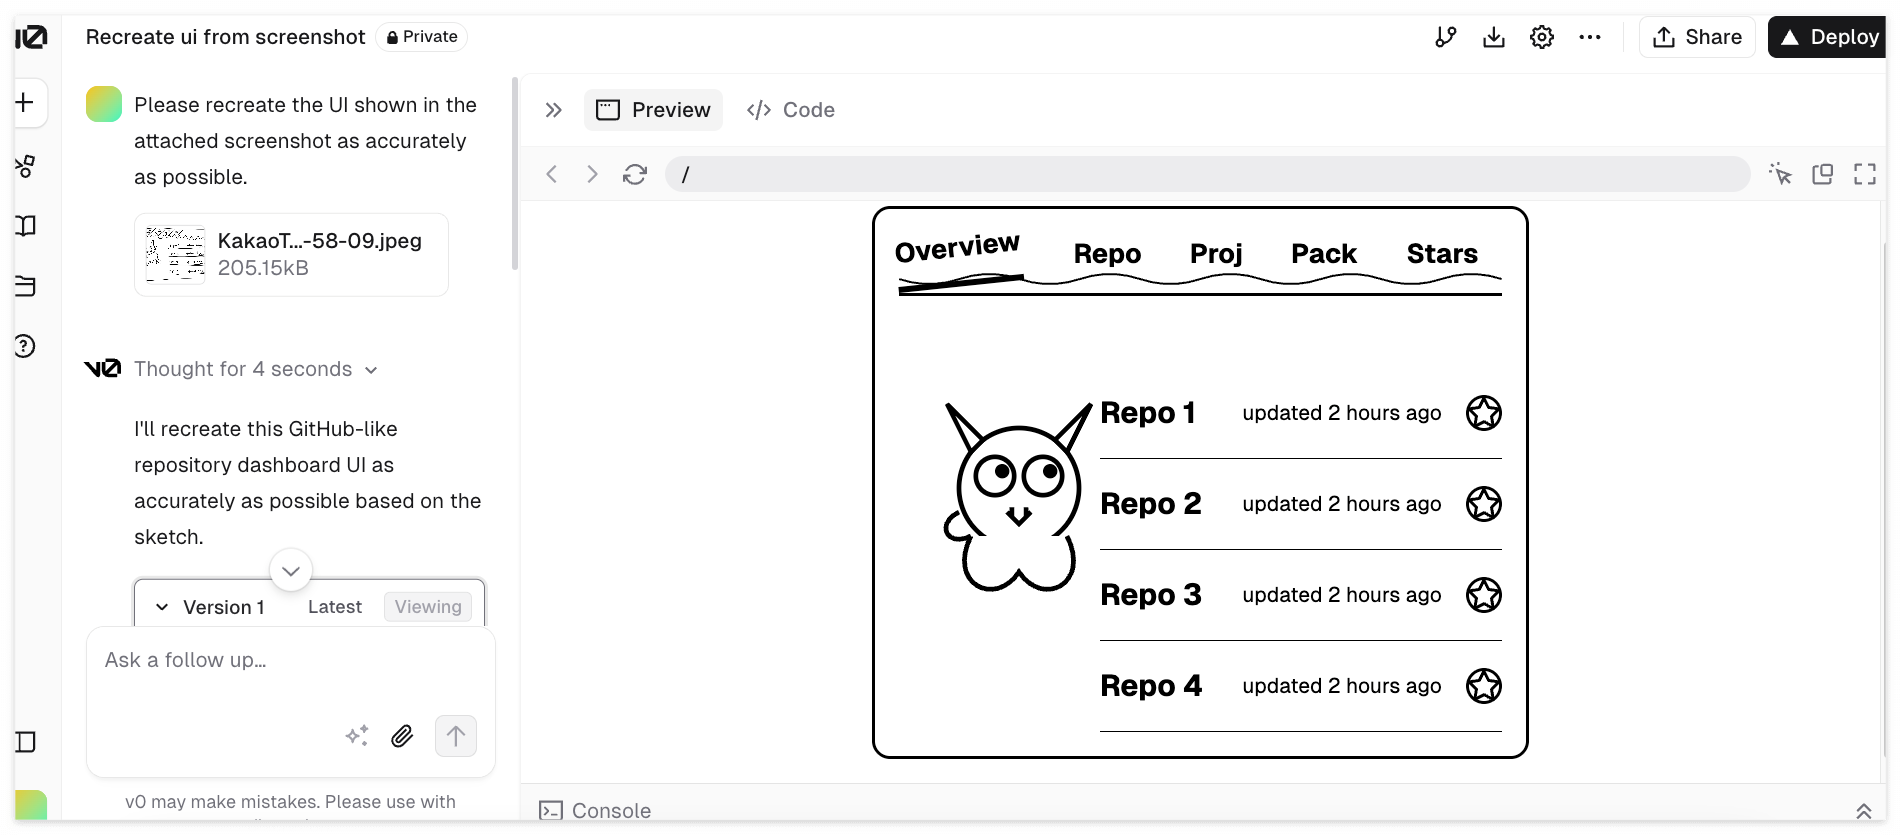 v0
Recreate ui from screenshot
Private
Share
Deploy
Please recreate the UI shown in the
attached screenshot as accurately
as possible.
KakaoT...-58-09.jpeg
205.15kB
v0
Thought for 4 seconds
I'll recreate this GitHub-like
repository dashboard UI as
accurately as possible based on the
sketch.
Version 1
Latest
Viewing
Ask a follow up...
v0 may make mistakes. Please use with
Preview
Code
/
Overview
Repo
Proj
Pack
Stars
Repo 1
updated 2 hours ago
Repo 2
updated 2 hours ago
Repo 3
updated 2 hours ago
Repo 4
updated 2 hours ago
Console